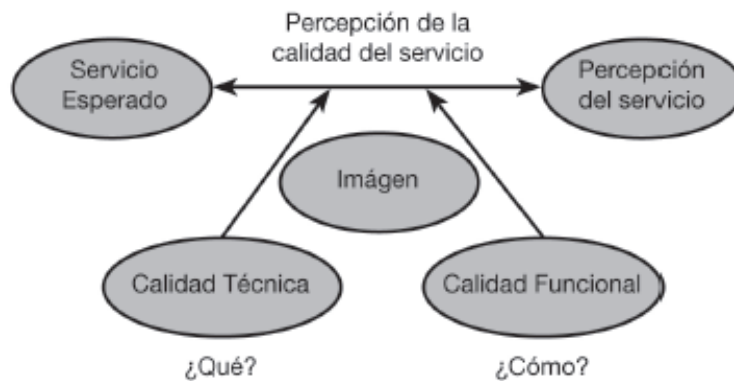 Percepción de la
calidad del servicio
Servicio
Esperado
Percepción
del servicio
Imágen
Calidad Técnica
Calidad Funcional
¿Qué?
¿Cómo?